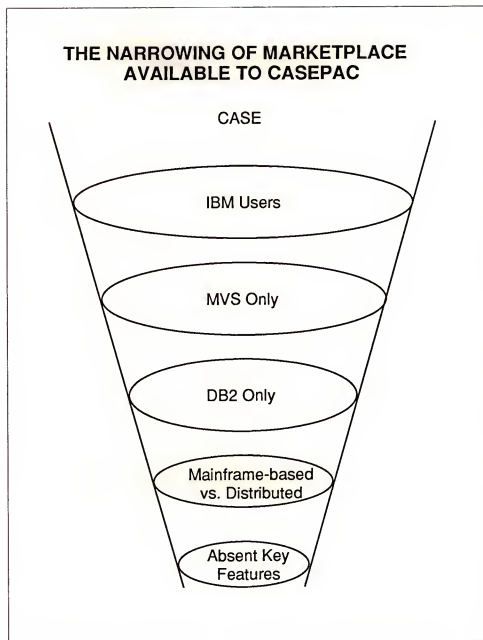 THE NARROWING OF MARKETPLACE
AVAILABLE TO CASEPAC
CASE
IBM Users
MVS Only
DB2 Only
Mainframe-based
vs. Distributed
Absent Key
Features